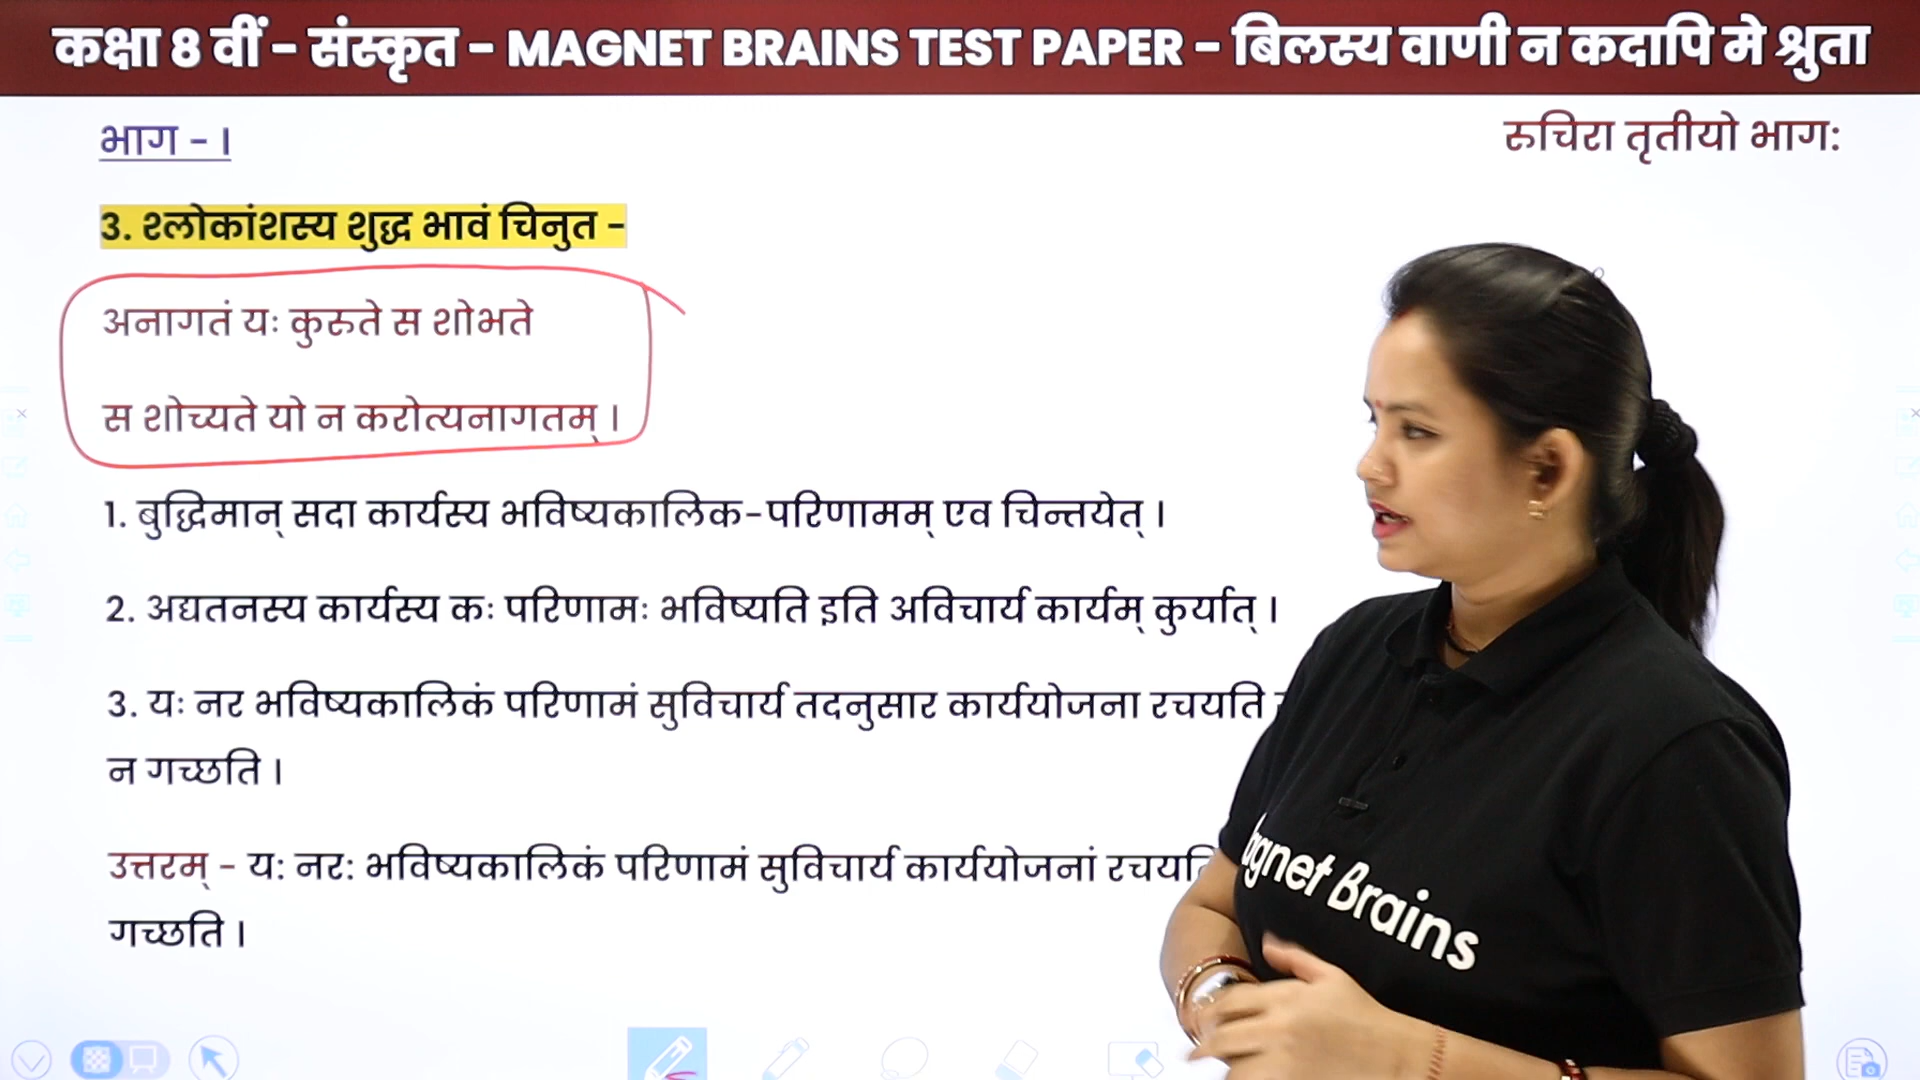 कक्षा 8 वीं – संस्कृत – MAGNET BRAINS TEST PAPER – बिलस्य वाणी न कदापि मे श्रुता
भाग – I
रुचिरा तृतीयो भाग:
3. श्लोकांशस्य शुद्ध भावं चिनुत –
अनागतं यः कुरुते स शोभते
स शोच्यते यो न करोत्यनागतम् ।
1. बुद्धिमान् सदा कार्यस्य भविष्यकालिक-परिणामम् एव चिन्तयेत् ।
2. अद्यतनस्य कार्यस्य कः परिणामः भविष्यति इति अविचार्य कार्यम् कुर्यात् ।
3. यः नर भविष्यकालिकं परिणामं सुविचार्य तदनुसार कार्ययोजना रचयति
न गच्छति ।
उत्तरम् – य: नर: भविष्यकालिकं परिणामं सुविचार्य कार्ययोजनां
गच्छति ।
gnet Brains